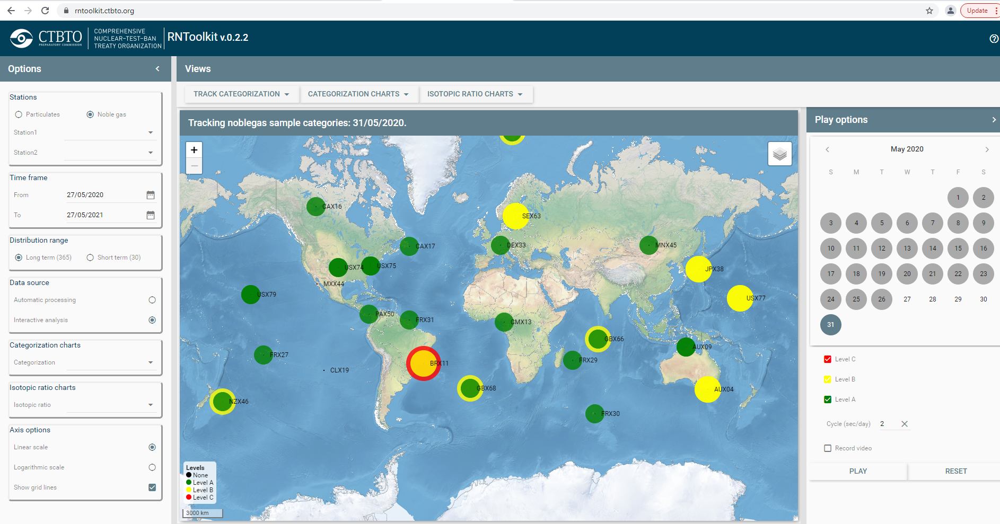 rntoolkit.ctbto.org
Update
CTBTO
PREPARATORY COMMISSION
COMPREHENSIVE
NUCLEAR-TEST-BAN
TREATY ORGANIZATION
RNToolkit v.0.2.2
Options
Stations
Particulates
Noble gas
Station1
Station2
Time frame
From 27/05/2020
To 27/05/2021
Distribution range
Long term (365)
Short term (30)
Data source
Automatic processing
Interactive analysis
Categorization charts
Categorization
Isotopic ratio charts
Isotopic ratio
Axis options
Linear scale
Logarithmic scale
Show grid lines
Views
TRACK CATEGORIZATION
CATEGORIZATION CHARTS
ISOTOPIC RATIO CHARTS
Tracking noblegas sample categories: 31/05/2020.
+
−
CAX16
SEX63
CAX17
DEX33
MNX45
USX74
USX75
JPX38
MXX44
USX79
USX77
PAX50
FRX31
CMX13
GBX66
AUX09
FRX27
FRX29
BRX11
CLX19
GBX68
AUX04
NZX46
FRX30
Levels
None
Level A
Level B
Level C
3000 km
Play options
May 2020
S M T W T F S
1 2
3 4 5 6 7 8 9
10 11 12 13 14 15 16
17 18 19 20 21 22 23
24 25 26 27 28 29 30
31
Level C
Level B
Level A
Cycle (sec/day) 2
Record video
PLAY
RESET